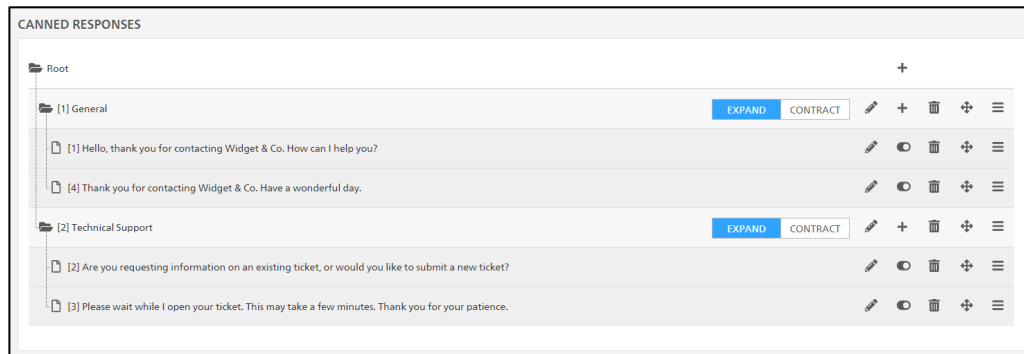 CANNED RESPONSES
Root
[1] General EXPAND CONTRACT
[1] Hello, thank you for contacting Widget & Co. How can I help you?
[4] Thank you for contacting Widget & Co. Have a wonderful day.
[2] Technical Support EXPAND CONTRACT
[2] Are you requesting information on an existing ticket, or would you like to submit a new ticket?
[3] Please wait while I open your ticket. This may take a few minutes. Thank you for your patience.